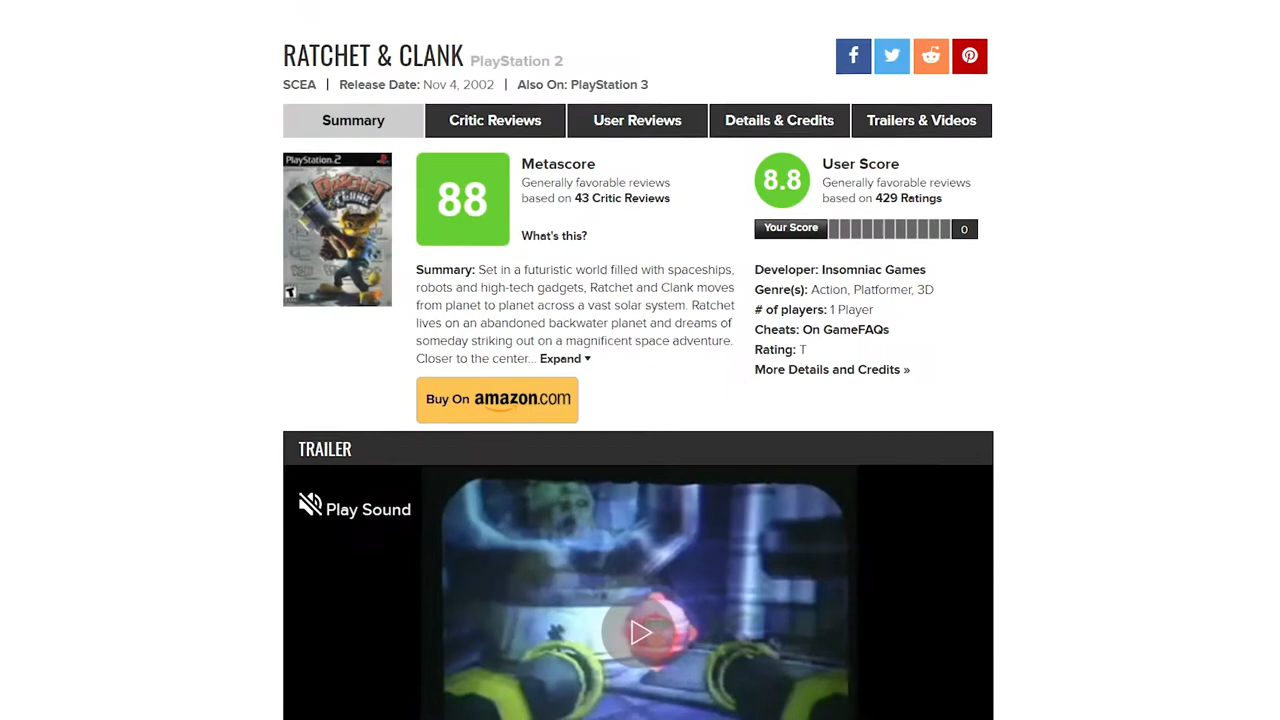 RATCHET & CLANK PlayStation 2
SCEA | Release Date: Nov 4, 2002 | Also On: PlayStation 3
Summary Critic Reviews User Reviews Details & Credits Trailers & Videos
PlayStation 2
RATCHET
CLANK
T
88
Metascore
Generally favorable reviews
based on 43 Critic Reviews
What's this?
8.8
User Score
Generally favorable reviews
based on 429 Ratings
Your Score 0
Summary: Set in a futuristic world filled with spaceships,
robots and high-tech gadgets, Ratchet and Clank moves
from planet to planet across a vast solar system. Ratchet
lives on an abandoned backwater planet and dreams of
someday striking out on a magnificent space adventure.
Closer to the center... Expand
Buy On amazon.com
Developer: Insomniac Games
Genre(s): Action, Platformer, 3D
# of players: 1 Player
Cheats: On GameFAQs
Rating: T
More Details and Credits »
TRAILER
Play Sound